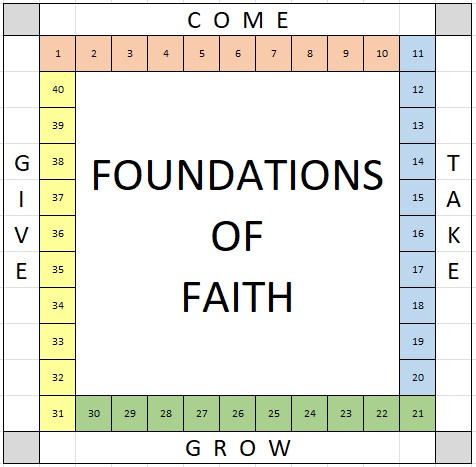 C O M E
1 2 3 4 5 6 7 8 9 10 11
40 12
39 13
G 38 14 T
I 37 15 A
V 36 16 K
E 35 17 E
34 18
33 19
32 20
31 30 29 28 27 26 25 24 23 22 21
FOUNDATIONS
OF
FAITH
G R O W